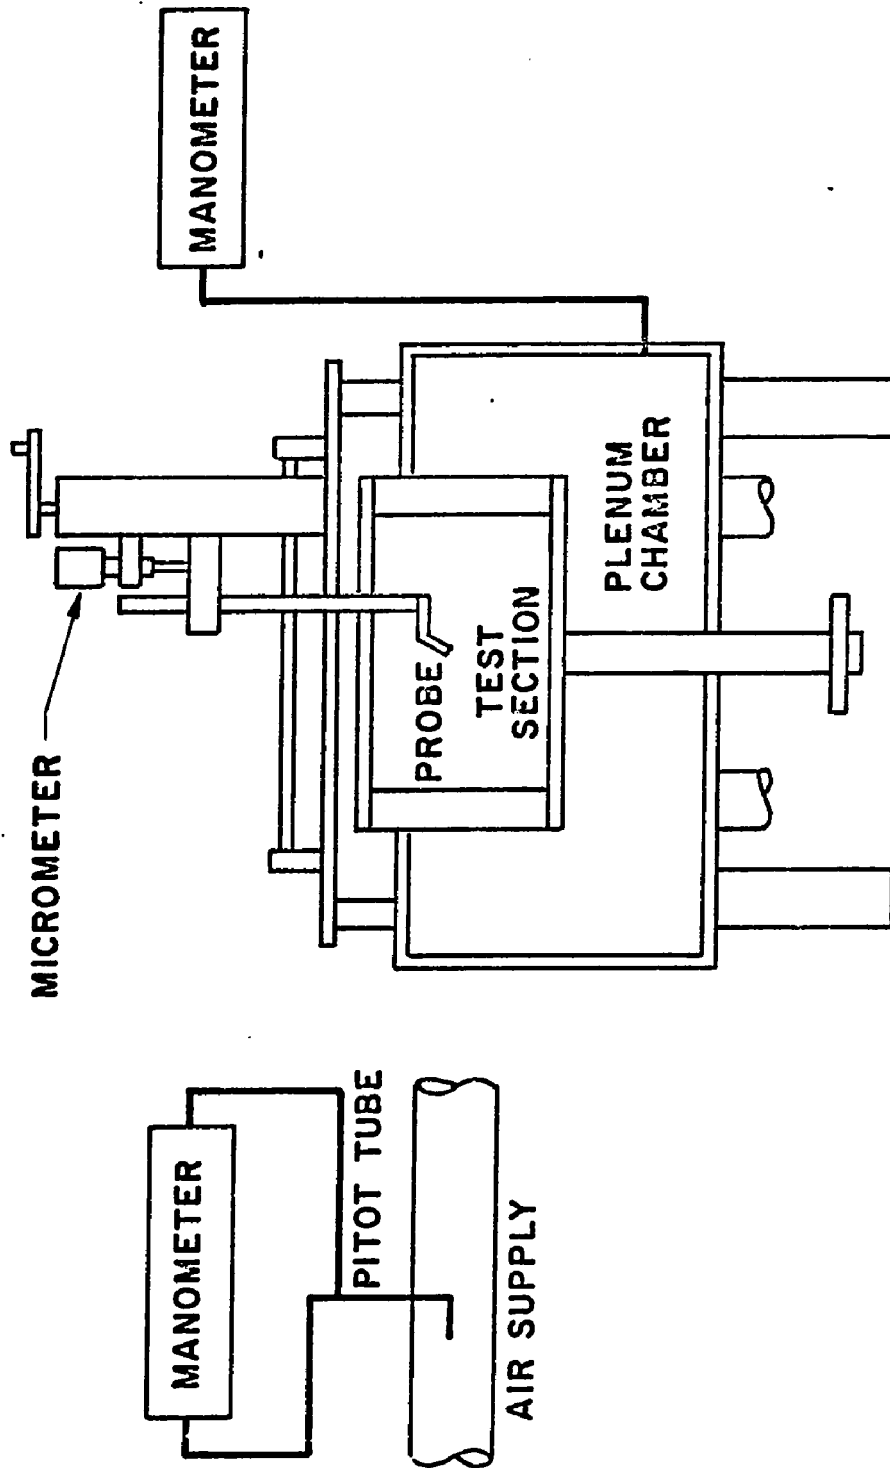 MANOMETER
PITOT TUBE
AIR SUPPLY
MICROMETER
PROBE
TEST
SECTION
PLENUM
CHAMBER
MANOMETER